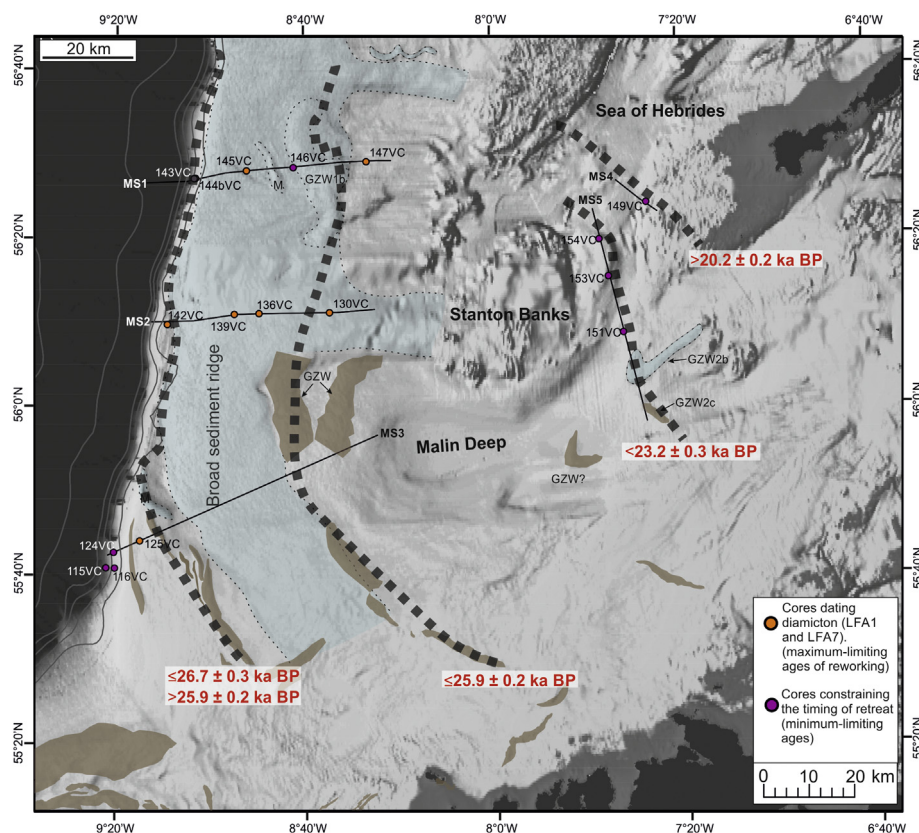 9°20'W
8°40'W
8°0'W
7°20'W
6°40'W
20 km
56°40'N
56°40'N
Sea of Hebrides
143VC
145VC
146VC
147VC
MS1
144bVC
M
GZW1b
MS4
MS5
149VC
56°20'N
56°20'N
154VC
>20.2 ± 0.2 ka BP
153VC
136VC
130VC
MS2
142VC
139VC
Stanton Banks
151VC
GZW2b
GZW
56°0'N
56°0'N
GZW2c
MS3
Malin Deep
<23.2 ± 0.3 ka BP
Broad sediment ridge
GZW?
124VC
125VC
115VC
116VC
55°40'N
55°40'N
Cores dating
diamicton (LFA1
and LFA7).
(maximum-limiting
ages of reworking)
≤26.7 ± 0.3 ka BP
>25.9 ± 0.2 ka BP
≤25.9 ± 0.2 ka BP
Cores constraining
the timing of retreat
(minimum-limiting
ages)
55°20'N
55°20'N
0 10 20 km
9°20'W
8°40'W
8°0'W
7°20'W
6°40'W